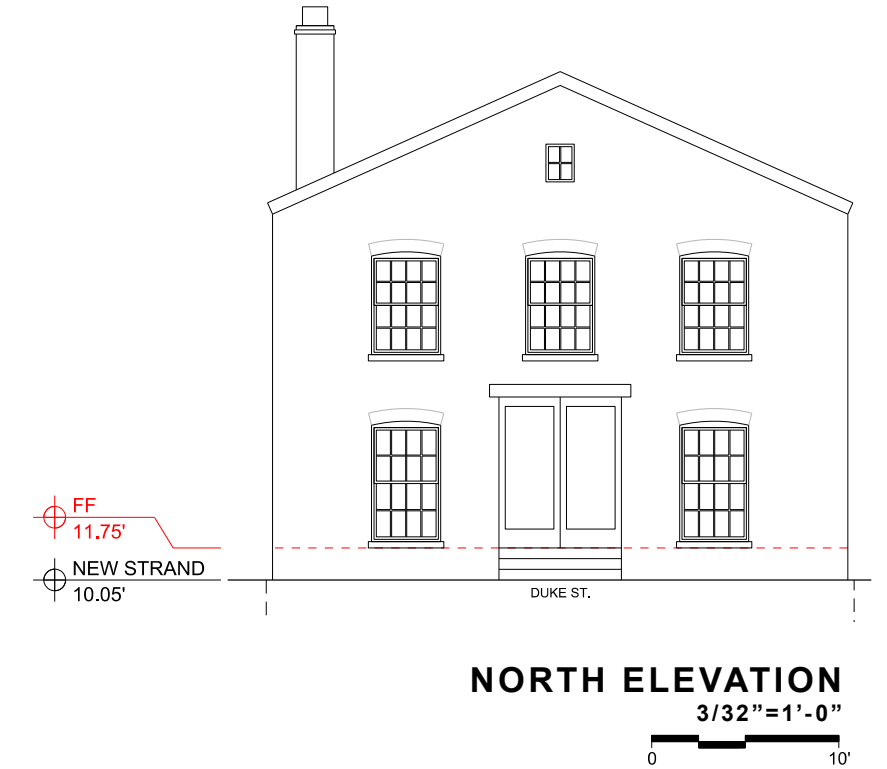 FF
11.75'
NEW STRAND
10.05'
DUKE ST.
NORTH ELEVATION
3/32”=1’-0”
0 10'